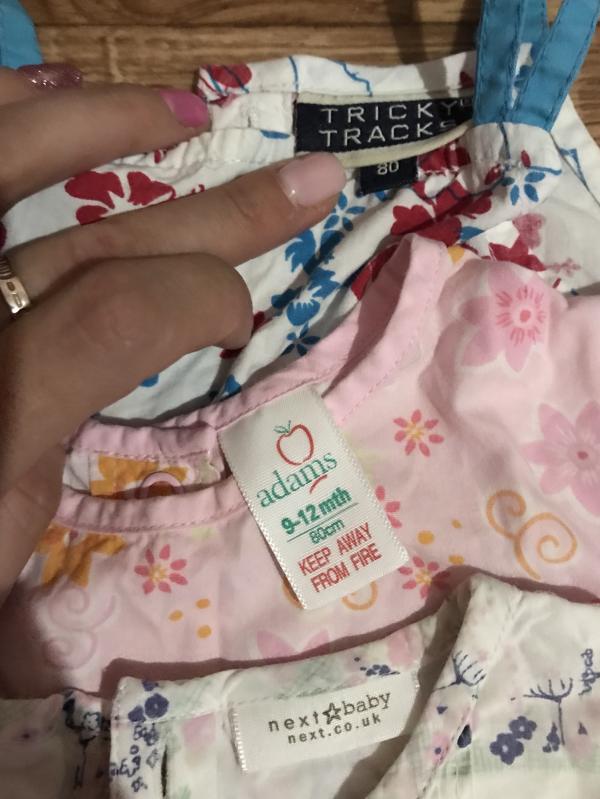 TRICKY
TRACKS
80
adams
9-12 mth
80cm
KEEP AWAY
FROM FIRE
next baby
next.co.uk